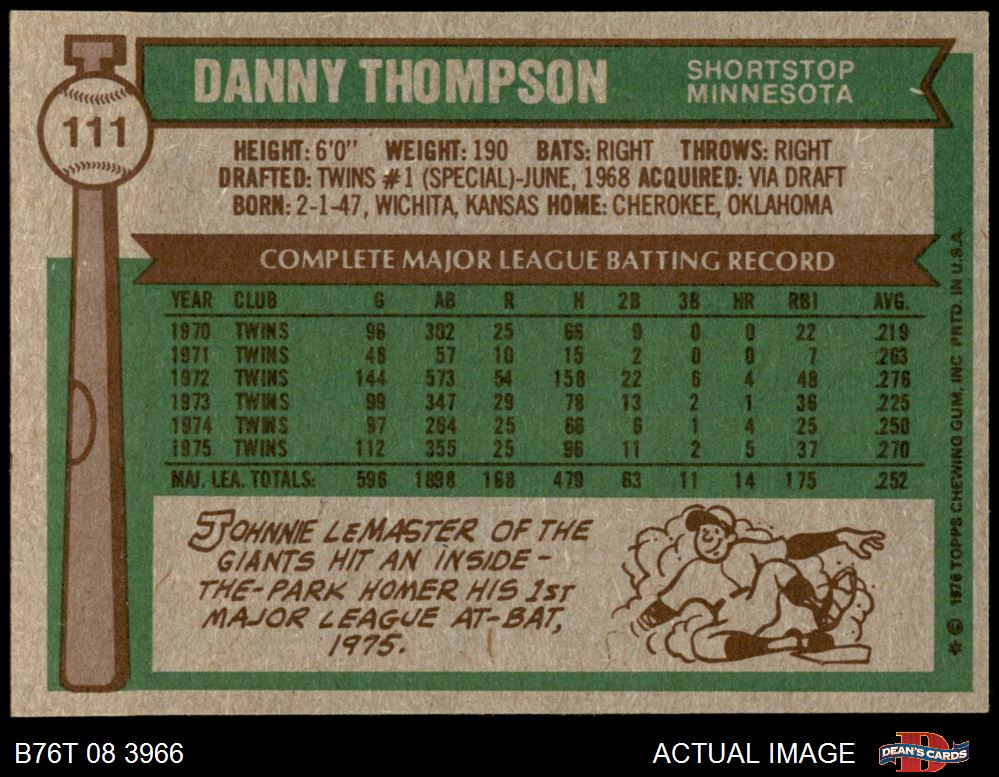 111
DANNY THOMPSON
SHORTSTOP
MINNESOTA
HEIGHT: 6'0" WEIGHT: 190 BATS: RIGHT THROWS: RIGHT
DRAFTED: TWINS #1 (SPECIAL)-JUNE, 1968 ACQUIRED: VIA DRAFT
BORN: 2-1-47, WICHITA, KANSAS HOME: CHEROKEE, OKLAHOMA
COMPLETE MAJOR LEAGUE BATTING RECORD
YEAR CLUB G AB R H 2B 3B HR RBI AVG.
1970 TWINS 96 302 25 66 9 0 0 22 .219
1971 TWINS 48 57 10 15 2 0 0 7 .263
1972 TWINS 144 573 54 158 22 6 4 48 .276
1973 TWINS 99 347 29 78 13 2 1 36 .225
1974 TWINS 97 264 25 66 6 1 4 25 .250
1975 TWINS 112 355 25 96 11 2 5 37 .270
MAJ. LEA. TOTALS: 596 1898 168 479 63 11 14 175 .252
JOHNNIE LEMASTER OF THE
GIANTS HIT AN INSIDE-
THE-PARK HOMER HIS 1ST
MAJOR LEAGUE AT-BAT,
1975.
* © 1976 TOPPS CHEWING GUM, INC. PRTD. IN U.S.A.
B76T 08 3966
ACTUAL IMAGE
DEAN'S CARDS